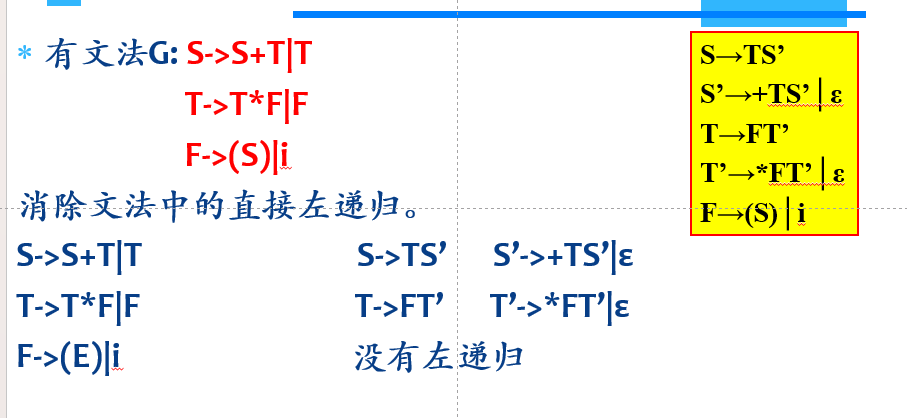 * 有文法G: S->S+T|T
T->T*F|F
F->(S)|i
消除文法中的直接左递归。
S->S+T|T S->TS’ S’->+TS’|ε
T->T*F|F T->FT’ T’->*FT’|ε
F->(E)|i 没有左递归
S→TS’
S’→+TS’│ε
T→FT’
T’→*FT’│ε
F→(S)│i